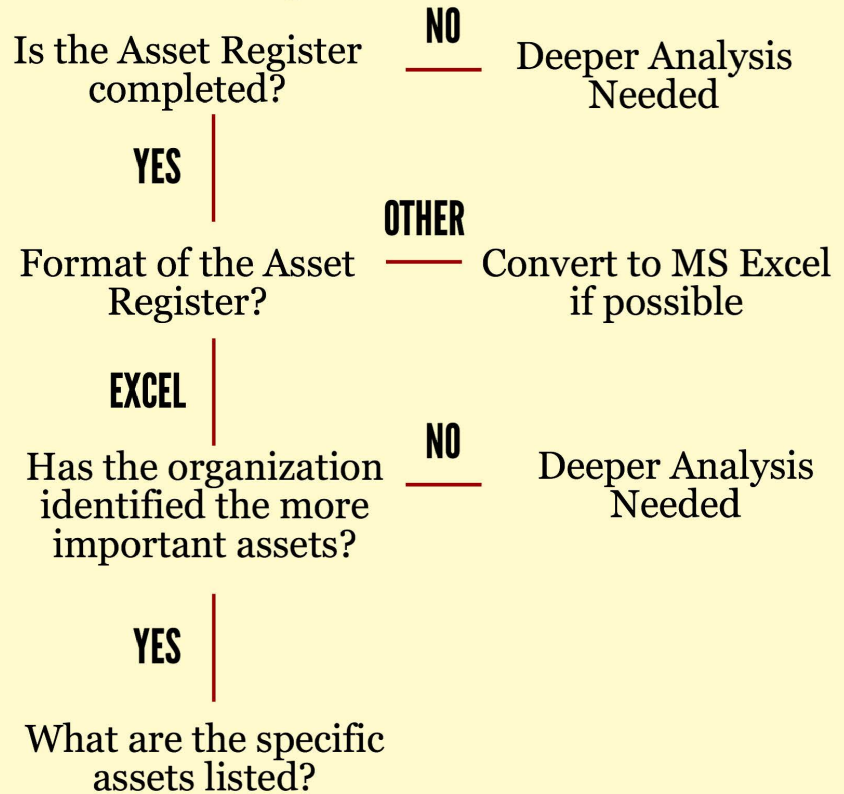 Is the Asset Register
completed?
NO
Deeper Analysis
Needed
YES
Format of the Asset
Register?
OTHER
Convert to MS Excel
if possible
EXCEL
Has the organization
identified the more
important assets?
NO
Deeper Analysis
Needed
YES
What are the specific
assets listed?